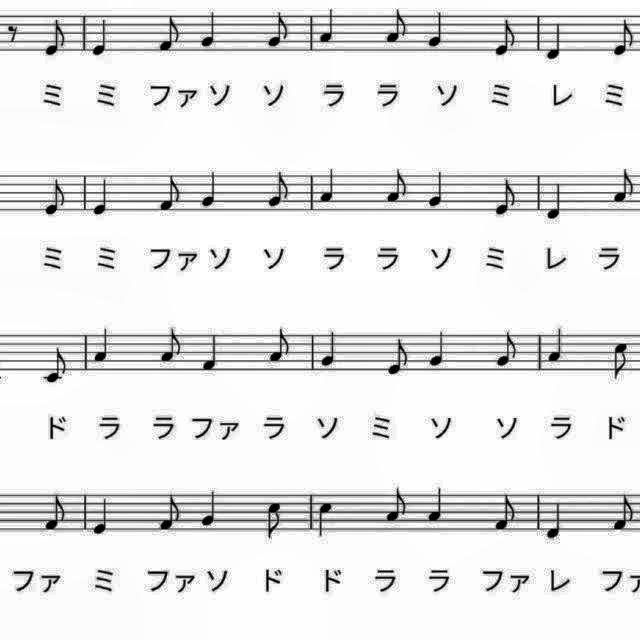 ミ ミ ファ ソ ソ ラ ラ ソ ミ レ ミ
ミ ミ ファ ソ ソ ラ ラ ソ ミ レ ラ
ド ラ ラ ファ ラ ソ ミ ソ ソ ラ ド
ファ ミ ファ ソ ド ド ラ ラ ファ レ ファ